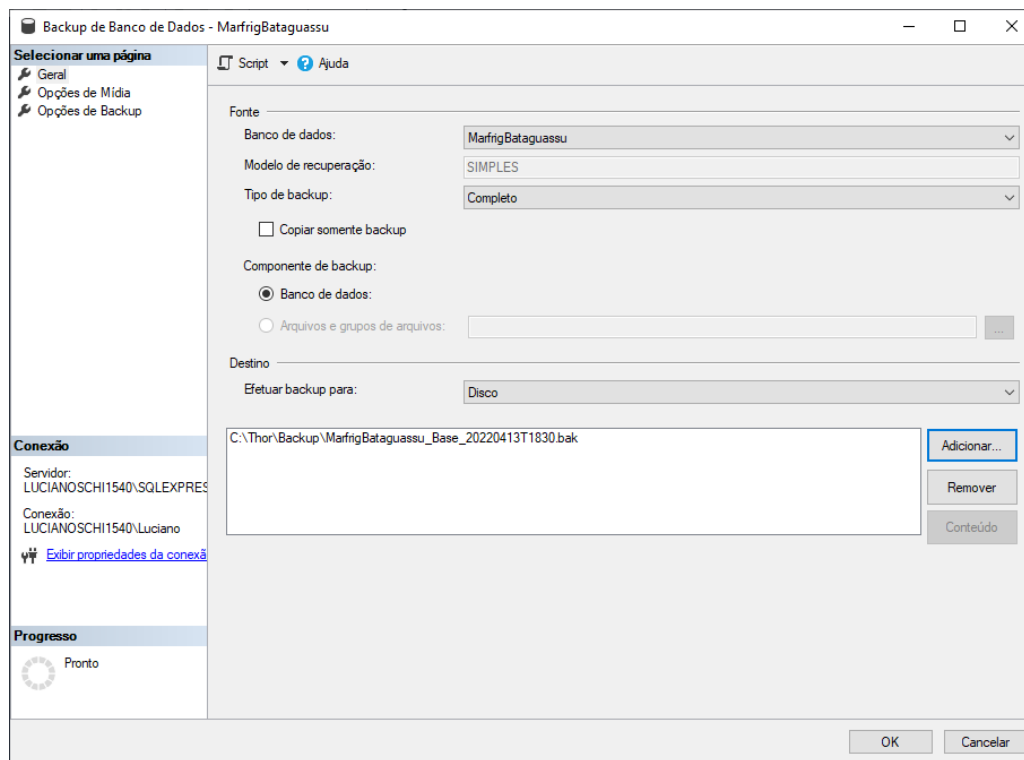 Backup de Banco de Dados - MarfrigBataguassu
Selecionar uma página
Geral
Opções de Mídia
Opções de Backup
Script
Ajuda
Fonte
Banco de dados:
MarfrigBataguassu
Modelo de recuperação:
SIMPLES
Tipo de backup:
Completo
Copiar somente backup
Componente de backup:
Banco de dados:
Arquivos e grupos de arquivos:
...
Destino
Efetuar backup para:
Disco
C:\Thor\Backup\MarfrigBataguassu_Base_20220413T1830.bak
Adicionar...
Remover
Conteúdo
Conexão
Servidor:
LUCIANOSCHI1540\SQLEXPRES
Conexão:
LUCIANOSCHI1540\Luciano
Exibir propriedades da conexã
Progresso
Pronto
OK
Cancelar